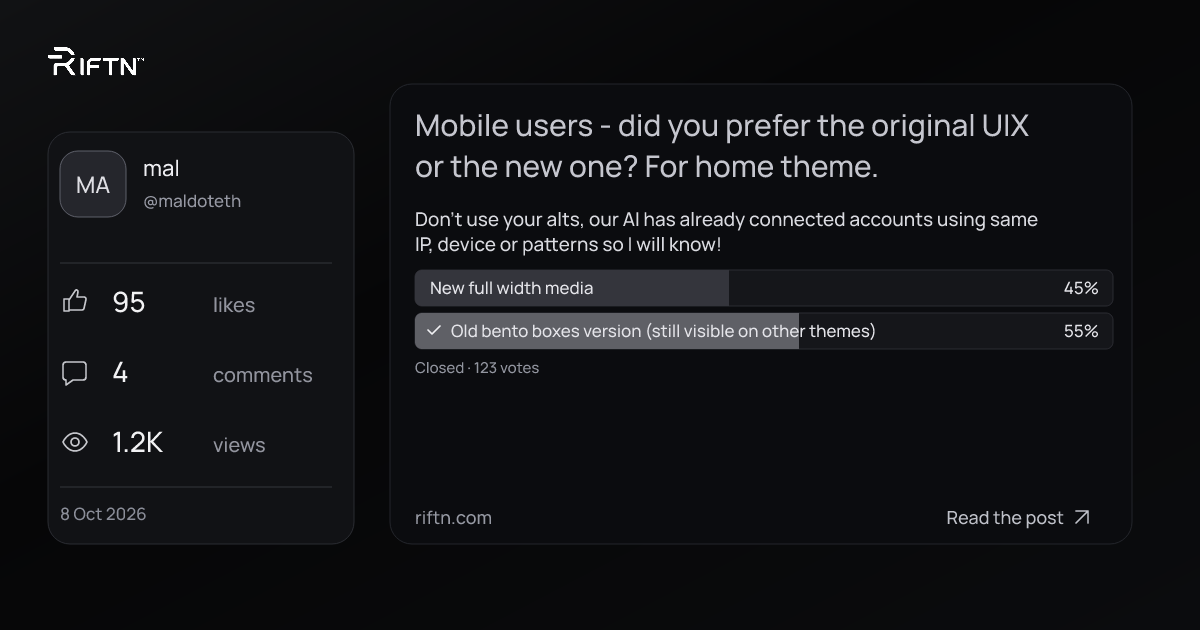 RIFTN™
MA
mal
@maldoteth
95 likes
4 comments
1.2K views
8 Oct 2026
Mobile users - did you prefer the original UIX
or the new one? For home theme.
Don't use your alts, our AI has already connected accounts using same
IP, device or patterns so I will know!
New full width media 45%
Old bento boxes version (still visible on other themes) 55%
Closed · 123 votes
riftn.com
Read the post